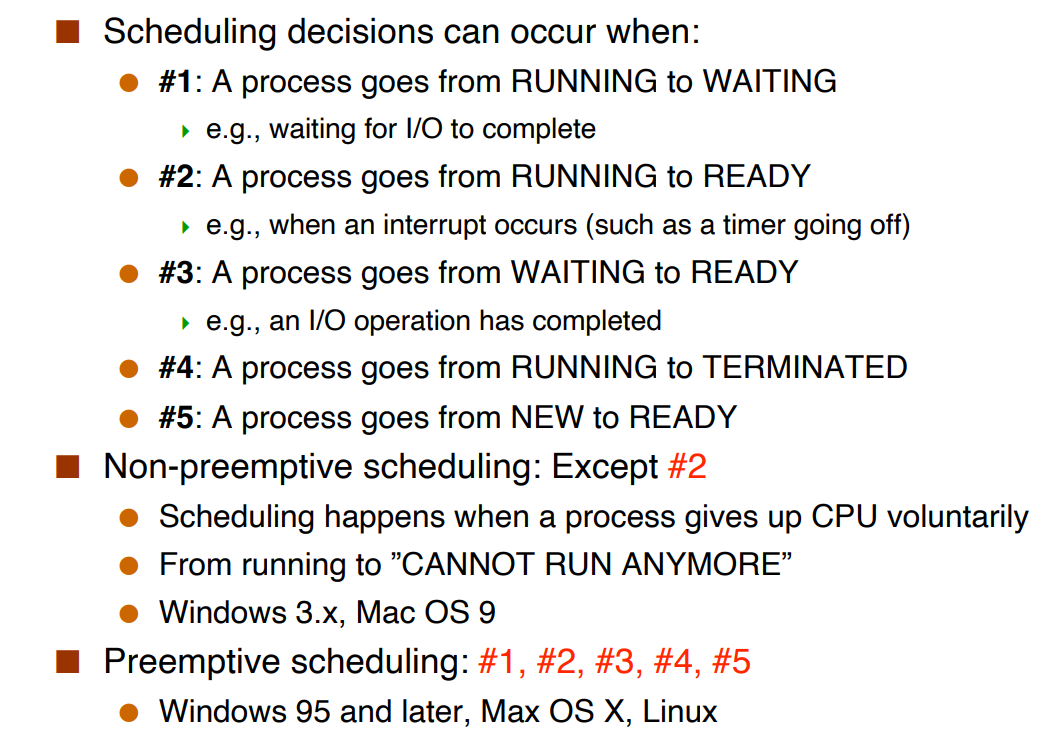 Scheduling decisions can occur when:
#1: A process goes from RUNNING to WAITING
e.g., waiting for I/O to complete
#2: A process goes from RUNNING to READY
e.g., when an interrupt occurs (such as a timer going off)
#3: A process goes from WAITING to READY
e.g., an I/O operation has completed
#4: A process goes from RUNNING to TERMINATED
#5: A process goes from NEW to READY
Non-preemptive scheduling: Except #2
Scheduling happens when a process gives up CPU voluntarily
From running to ”CANNOT RUN ANYMORE”
Windows 3.x, Mac OS 9
Preemptive scheduling: #1, #2, #3, #4, #5
Windows 95 and later, Max OS X, Linux